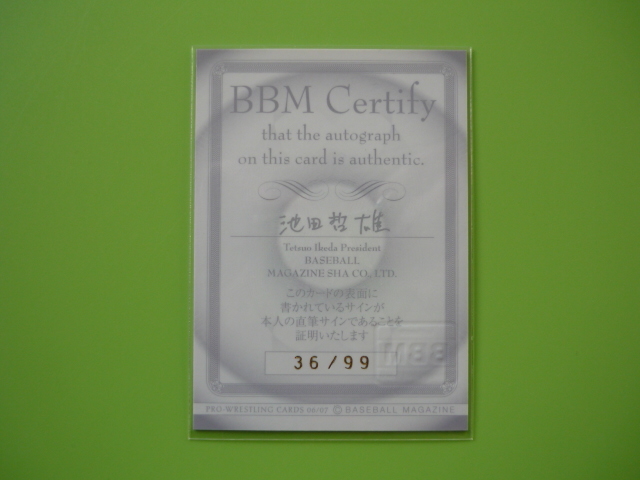 BBM Certify
that the autograph
on this card is authentic.
池田哲雄
Tetsuo Ikeda President
BASEBALL
MAGAZINE SHA CO., LTD.
このカードの表面に
書かれているサインが
本人の直筆サインであることを
証明いたします
36/99
BBM
PRO WRESTLING CARDS 06/07 BASEBALL MAGAZINE